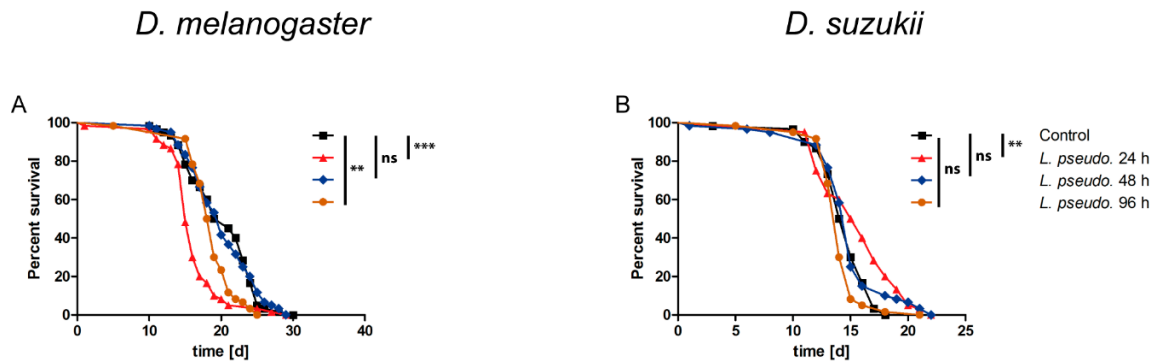 D. melanogaster
D. suzukii
A
Percent survival
100
80
60
40
20
0
0 10 20 30 40
time [d]
** ns ***
B
Percent survival
100
80
60
40
20
0
0 5 10 15 20 25
time [d]
ns ns **
Control
L. pseudo. 24 h
L. pseudo. 48 h
L. pseudo. 96 h